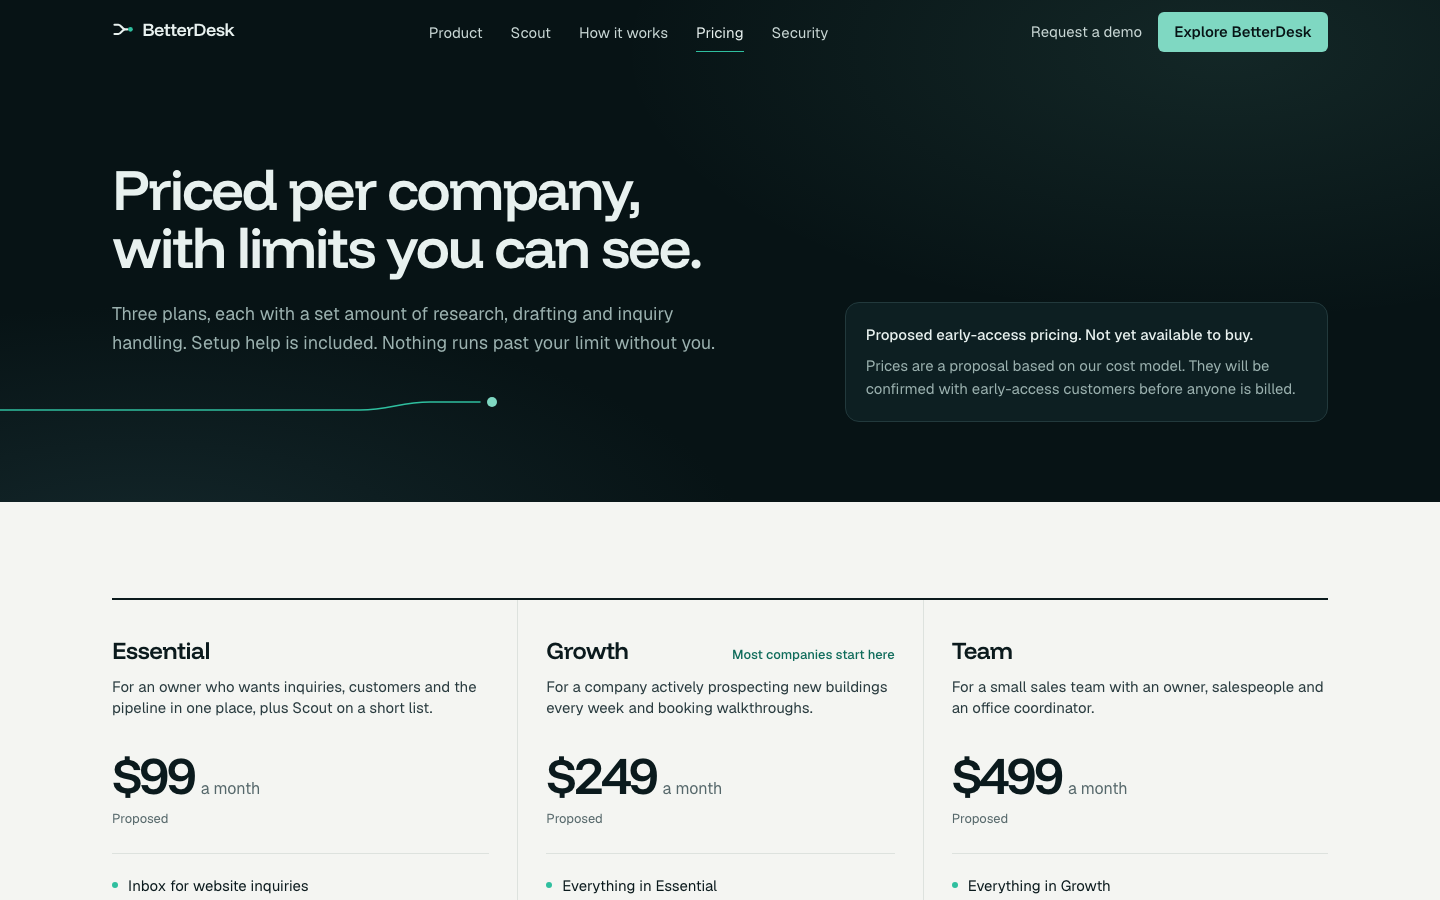 BetterDesk
Product
Scout
How it works
Pricing
Security
Request a demo
Explore BetterDesk
Priced per company,
with limits you can see.
Three plans, each with a set amount of research, drafting and inquiry
handling. Setup help is included. Nothing runs past your limit without you.
Proposed early-access pricing. Not yet available to buy.
Prices are a proposal based on our cost model. They will be
confirmed with early-access customers before anyone is billed.
Essential
For an owner who wants inquiries, customers and the
pipeline in one place, plus Scout on a short list.
$99 a month
Proposed
Inbox for website inquiries
Growth
Most companies start here
For a company actively prospecting new buildings
every week and booking walkthroughs.
$249 a month
Proposed
Everything in Essential
Team
For a small sales team with an owner, salespeople and
an office coordinator.
$499 a month
Proposed
Everything in Growth